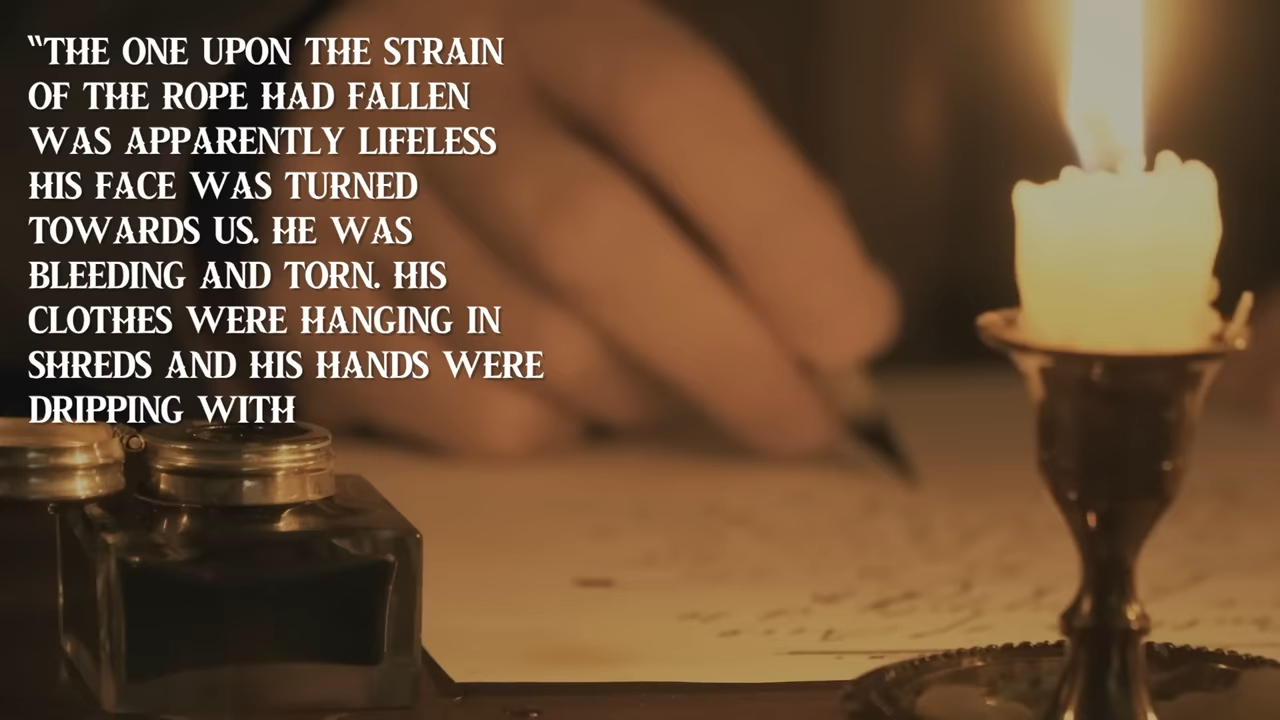 “THE ONE UPON THE STRAIN
OF THE ROPE HAD FALLEN
WAS APPARENTLY LIFELESS
HIS FACE WAS TURNED
TOWARDS US. HE WAS
BLEEDING AND TORN. HIS
CLOTHES WERE HANGING IN
SHREDS AND HIS HANDS WERE
DRIPPING WITH